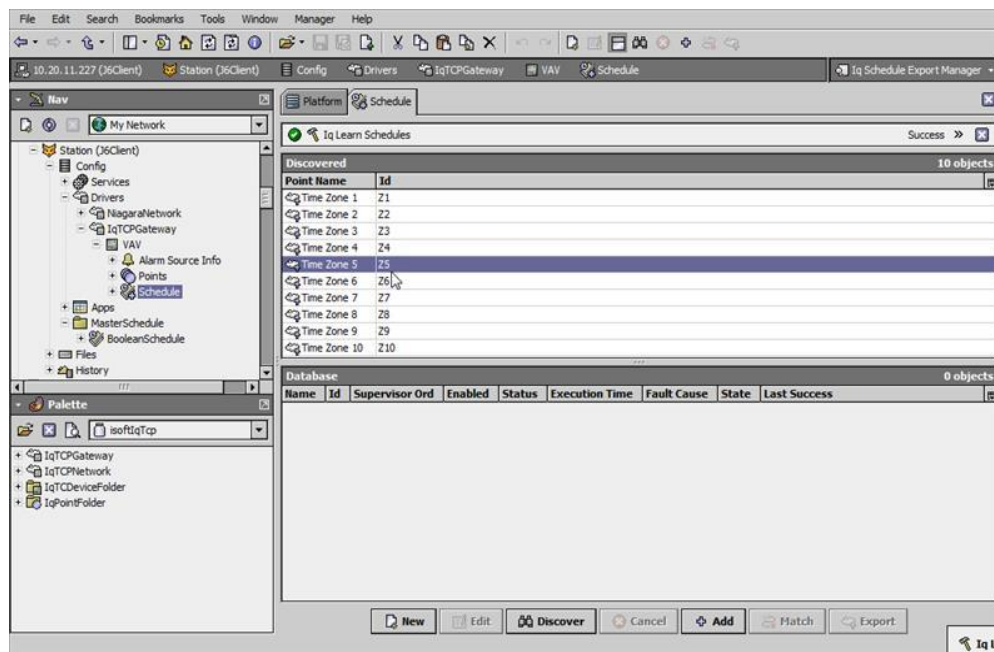 File Edit Search Bookmarks Tools Window Manager Help
10.20.11.227 (J6Client) Station (J6Client) Config Drivers IqTCPGateway VAV Schedule Iq Schedule Export Manager
Nav
My Network
Station (J6Client)
Config
Services
Drivers
NiagaraNetwork
IqTCPGateway
VAV
Alarm Source Info
Points
Schedule
Apps
MasterSchedule
BooleanSchedule
Files
History
Palette
isoftIqTcp
IqTCPGateway
IqTCPNetwork
IqTCDeviceFolder
IqPointFolder
Platform Schedule
Iq Learn Schedules Success »
Discovered 10 objects
Point Name Id
Time Zone 1 Z1
Time Zone 2 Z2
Time Zone 3 Z3
Time Zone 4 Z4
Time Zone 5 Z5
Time Zone 6 Z6
Time Zone 7 Z7
Time Zone 8 Z8
Time Zone 9 Z9
Time Zone 10 Z10
Database 0 objects
Name Id Supervisor Ord Enabled Status Execution Time Fault Cause State Last Success
New Edit Discover Cancel Add Match Export
Iq